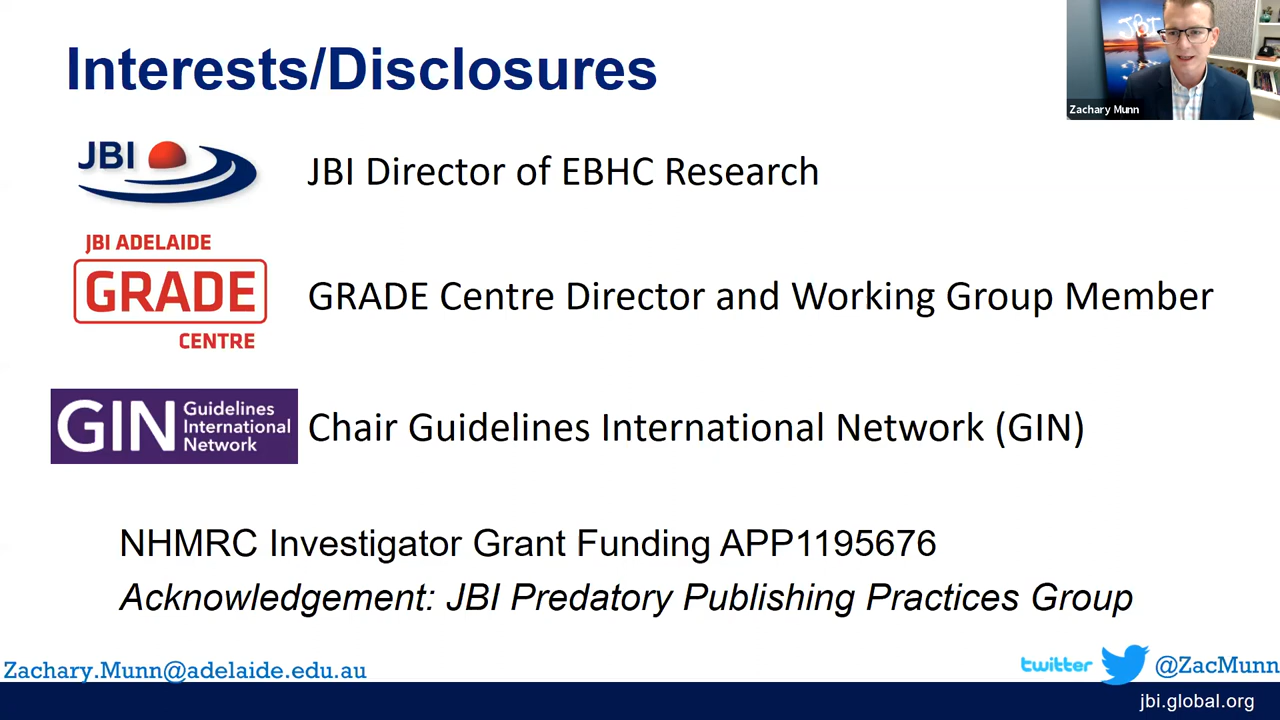 Interests/Disclosures
JBI
Zachary Munn
JBI
JBI Director of EBHC Research
JBI ADELAIDE
GRADE
CENTRE
GRADE Centre Director and Working Group Member
GIN Guidelines
International
Network
Chair Guidelines International Network (GIN)
NHMRC Investigator Grant Funding APP1195676
Acknowledgement: JBI Predatory Publishing Practices Group
Zachary.Munn@adelaide.edu.au
twitter @ZacMunn
jbi.global.org